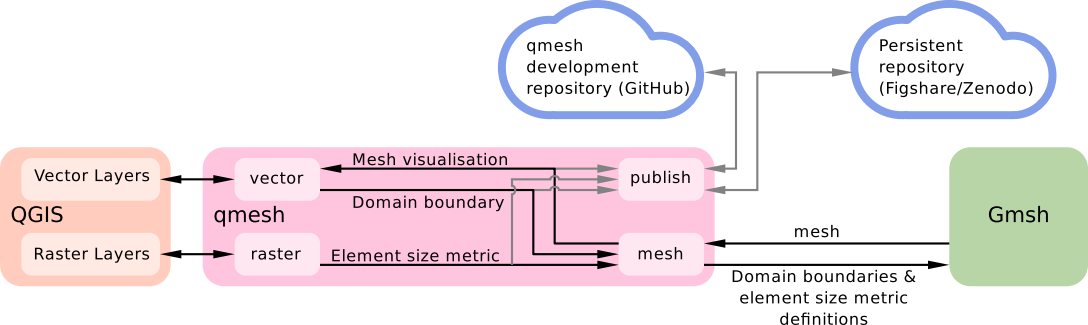 qmesh
development
repository (GitHub)
Persistent
repository
(Figshare/Zenodo)
Vector Layers
QGIS
Raster Layers
vector
qmesh
raster
Mesh visualisation
Domain boundary
Element size metric
publish
mesh
mesh
Domain boundaries &
element size metric
definitions
Gmsh